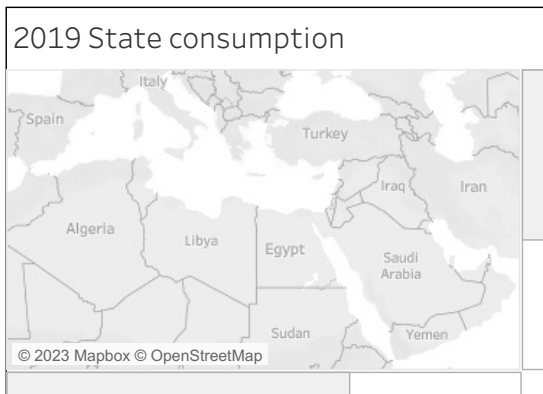 2019 State consumption
Italy
Spain
Turkey
Iraq
Iran
Algeria
Libya
Egypt
Saudi
Arabia
Sudan
Yemen
© 2023 Mapbox © OpenStreetMap